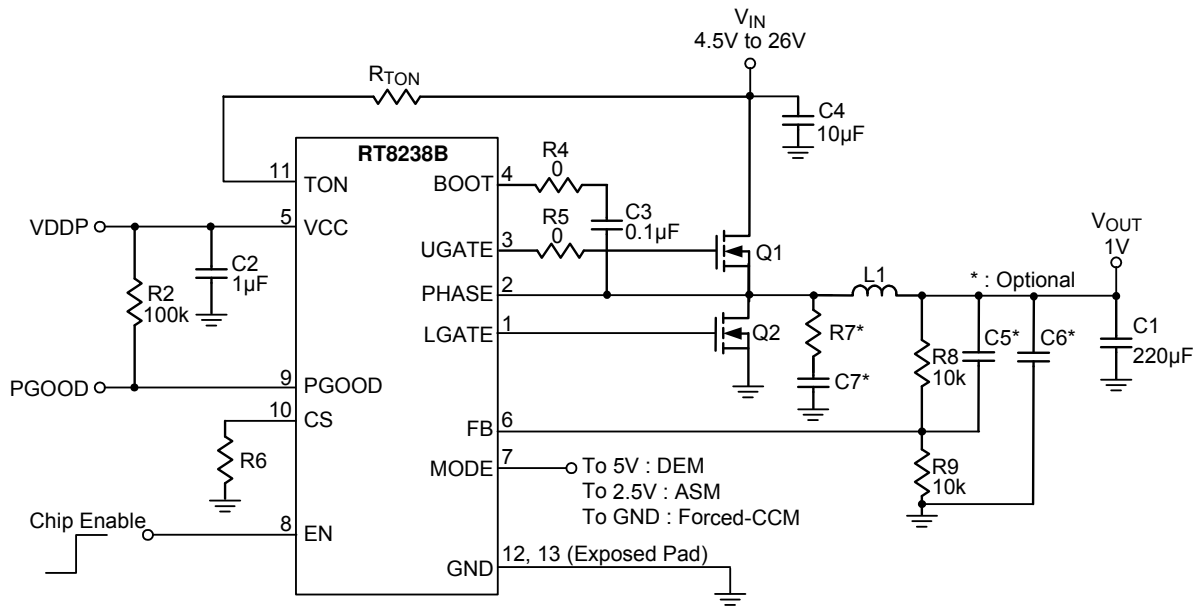 VIN
4.5V to 26V
RTON
C4
10µF
RT8238B
11
TON
BOOT
4
R4
0
C3
0.1µF
VDDP
5
VCC
UGATE
3
R5
0
Q1
VOUT
1V
C2
1µF
R2
100k
PHASE
2
L1
* : Optional
LGATE
1
Q2
R7*
C5*
C6*
C1
220µF
R8
10k
C7*
PGOOD
9
PGOOD
10
CS
FB
6
R6
MODE
7
To 5V : DEM
To 2.5V : ASM
To GND : Forced-CCM
R9
10k
Chip Enable
8
EN
GND
12, 13 (Exposed Pad)